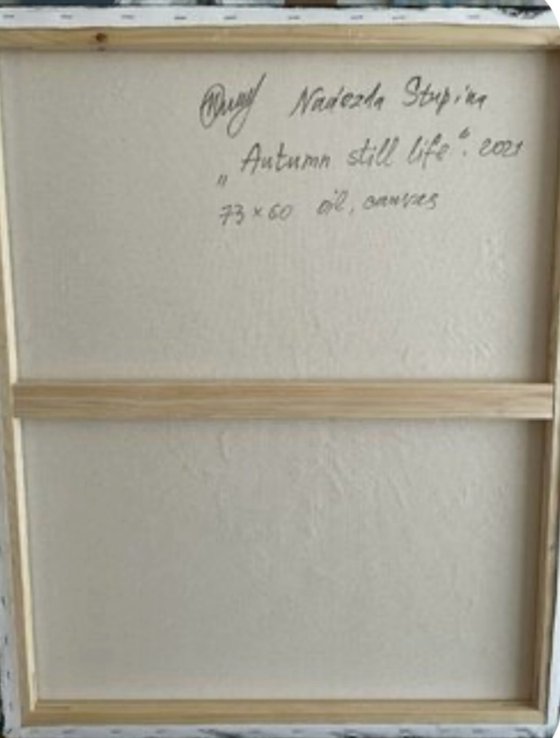 Nadezda Stupina
„Autumn still life“. 2021
73 x 60 oil, canvas